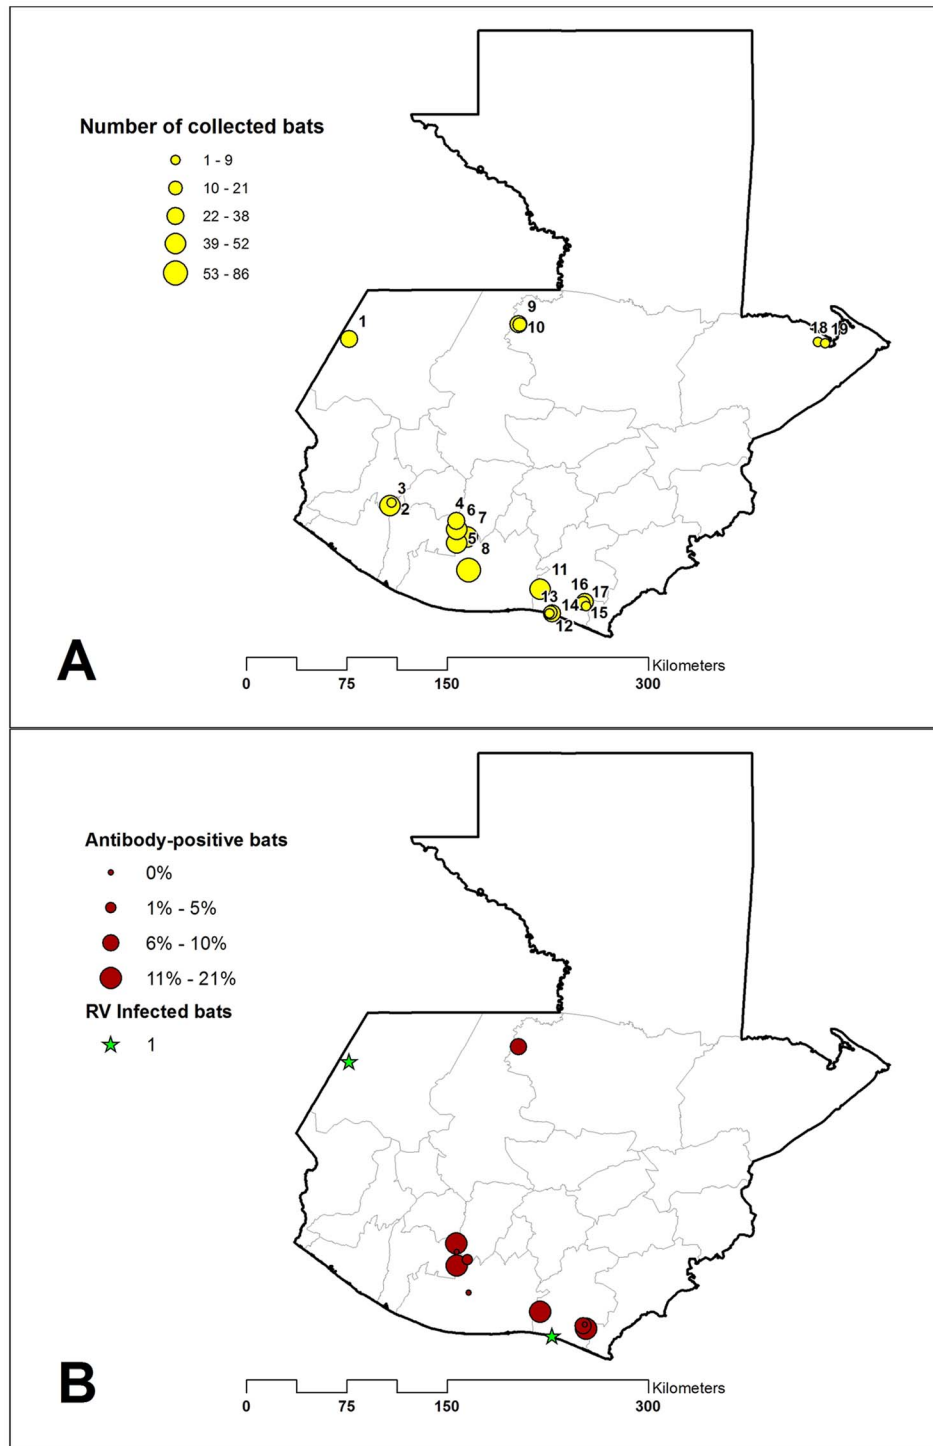 Number of collected bats
1 - 9
10 - 21
22 - 38
39 - 52
53 - 86
1
9
10
18 19
3
2
4
6
7
5
8
11
16
17
13
14
15
12
A
Kilometers
0 75 150 300
Antibody-positive bats
0%
1% - 5%
6% - 10%
11% - 21%
RV Infected bats
1
B
Kilometers
0 75 150 300